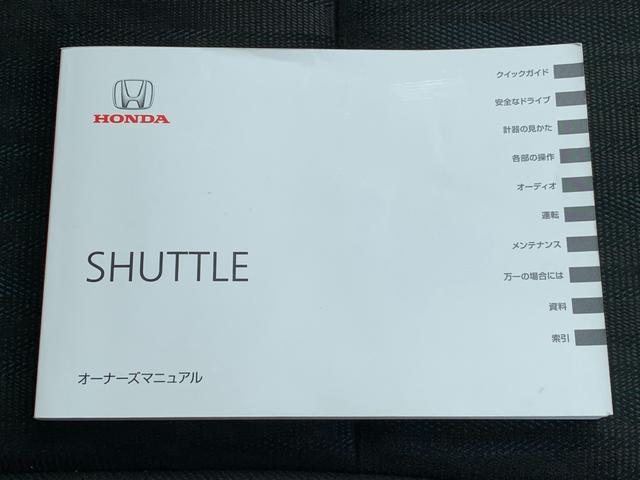 HONDA
SHUTTLE
オーナーズマニュアル
クイックガイド
安全なドライブ
計器の見かた
各部の操作
オーディオ
運転
メンテナンス
万一の場合には
資料
索引